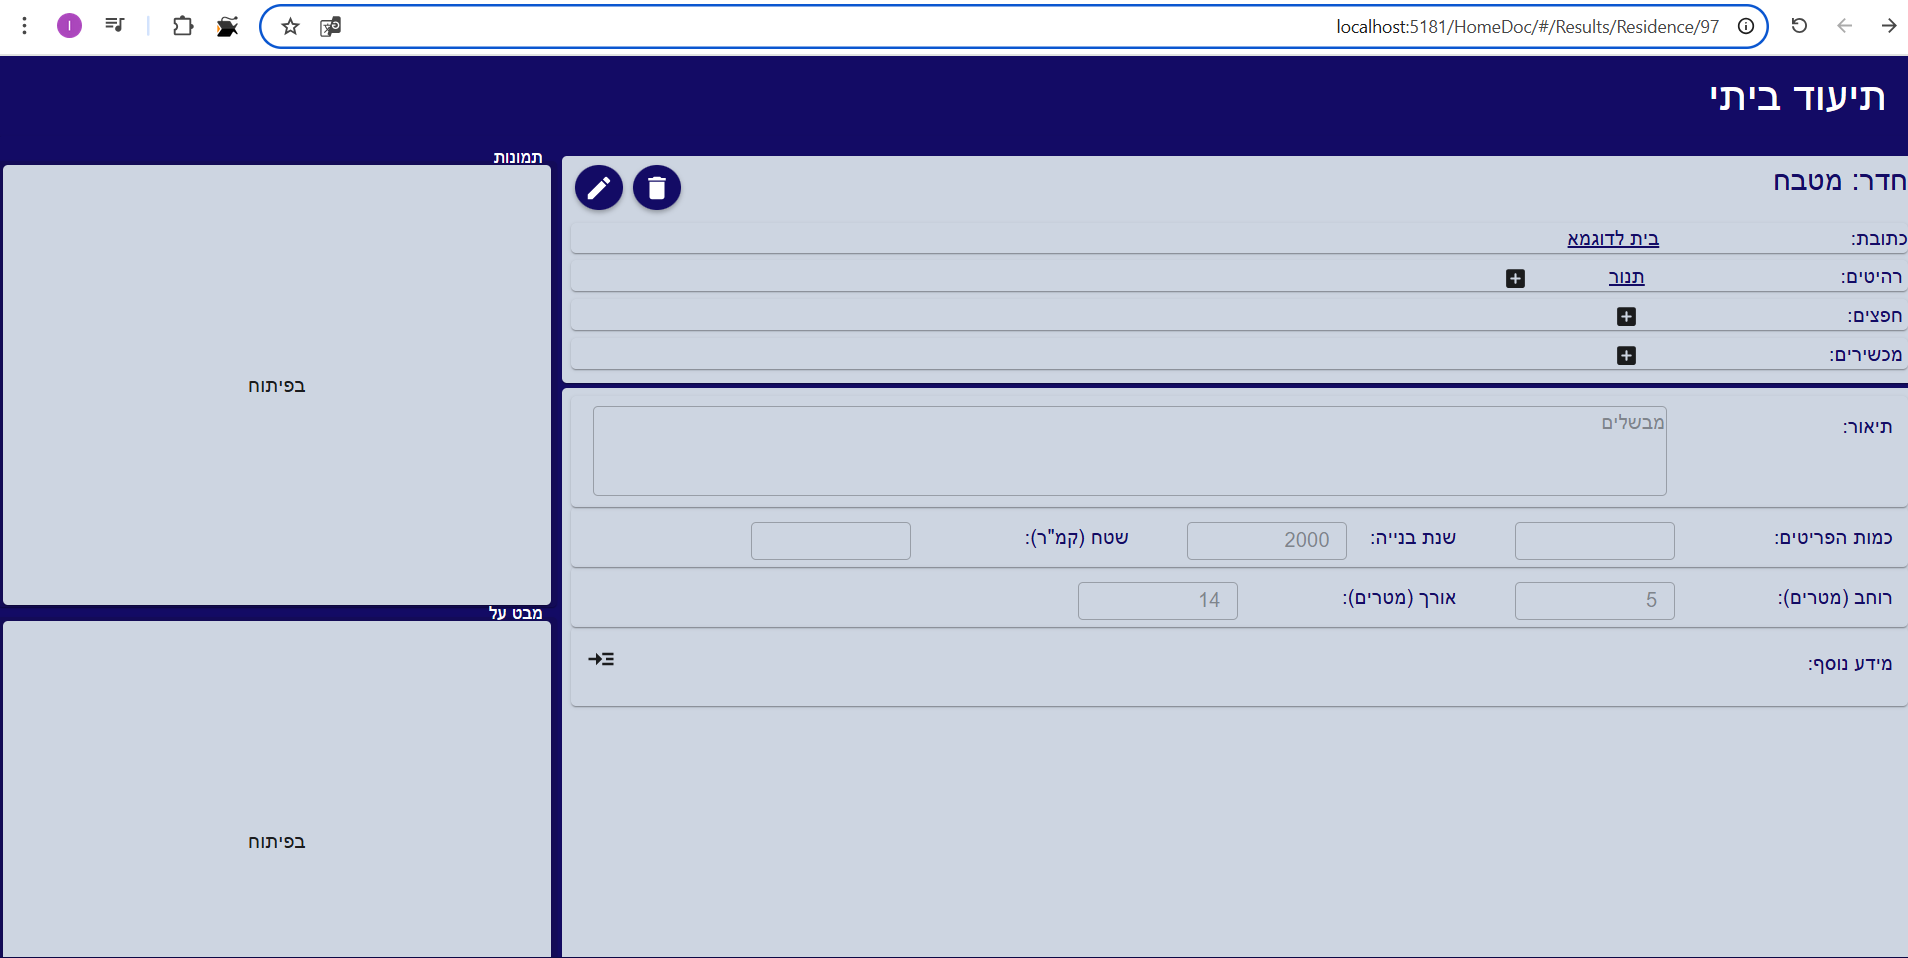 localhost:5181/HomeDoc/#/Results/Residence/97
תיעוד ביתי
חדר: מטבח
כתובת: בית לדוגמא
רהיטים: תנור
חפצים:
מכשירים:
תיאור: מבשלים
כמות הפריטים: שנת בנייה: 2000 שטח (קמ"ר):
רוחב (מטרים): 5 אורך (מטרים): 14
מידע נוסף:
תמונות
בפיתוח
מבט על
בפיתוח